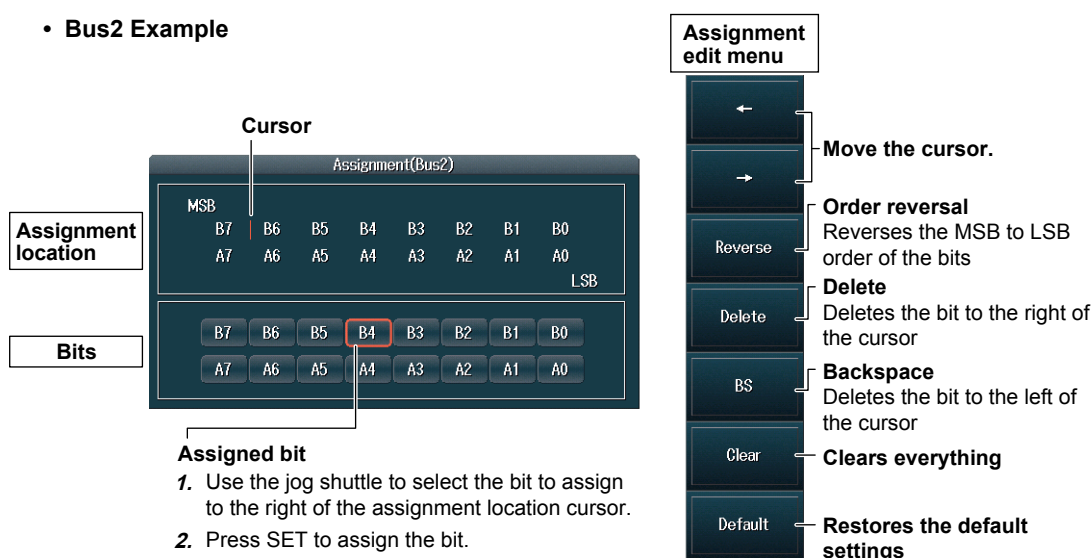 • Bus2 Example
Cursor
Assignment(Bus2)
MSB
B7 B6 B5 B4 B3 B2 B1 B0
A7 A6 A5 A4 A3 A2 A1 A0
LSB
Assignment
location
B7 B6 B5 B4 B3 B2 B1 B0
A7 A6 A5 A4 A3 A2 A1 A0
Bits
Assigned bit
1. Use the jog shuttle to select the bit to assign
to the right of the assignment location cursor.
2. Press SET to assign the bit.
Assignment
edit menu
←
→
Move the cursor.
Reverse
Order reversal
Reverses the MSB to LSB
order of the bits
Delete
Delete
Deletes the bit to the right of
the cursor
BS
Backspace
Deletes the bit to the left of
the cursor
Clear
Clears everything
Default
Restores the default
settings